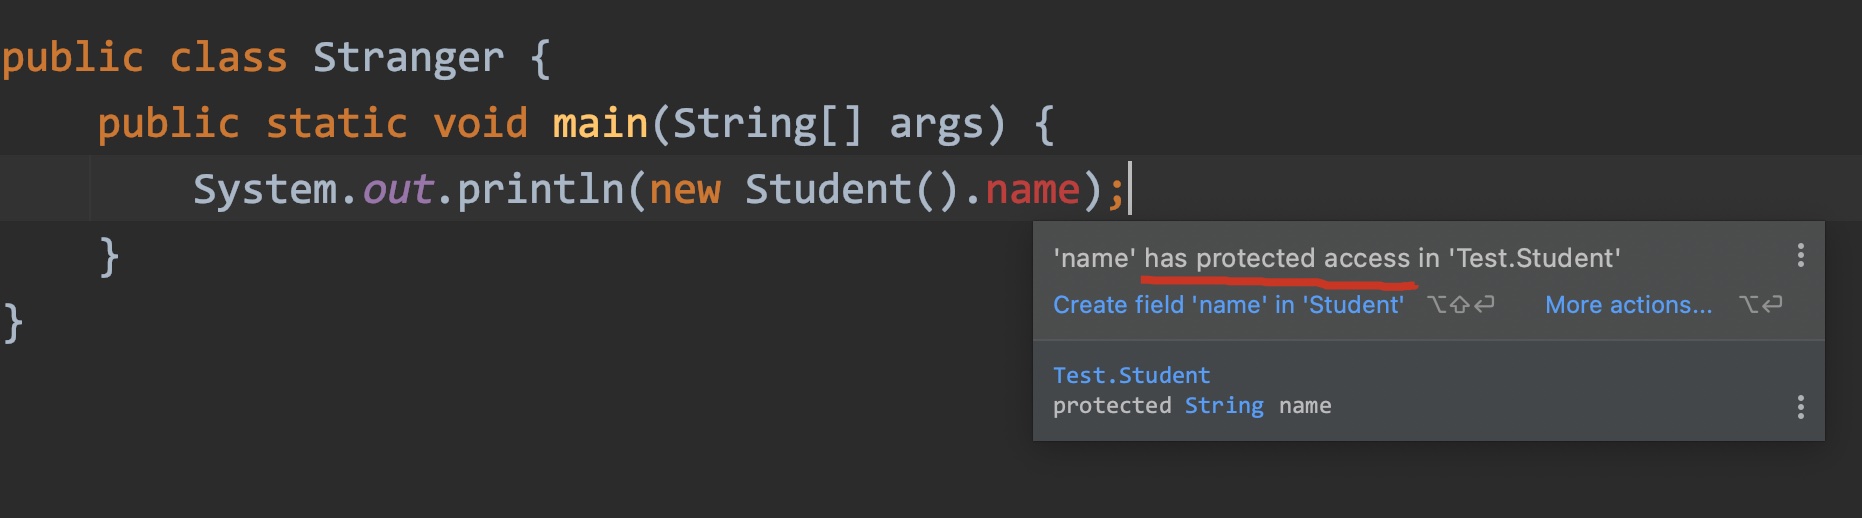 public class Stranger {
public static void main(String[] args) {
System.out.println(new Student().name);
}
}
'name' has protected access in 'Test.Student'
Create field 'name' in 'Student' ⌥⇧⏎ More actions... ⌥⏎
Test.Student
protected String name